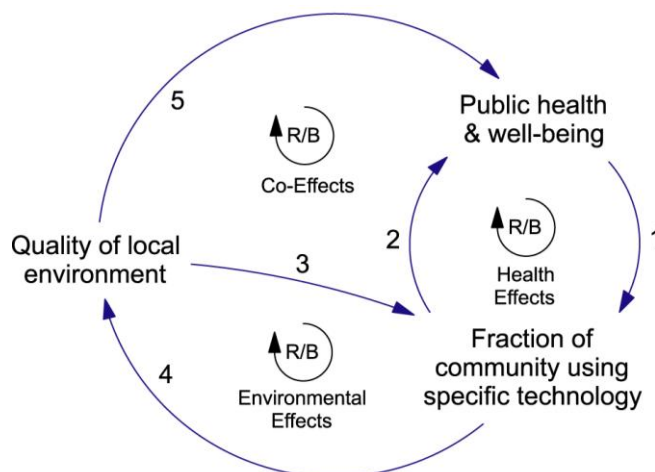 5
Public health
& well-being
R/B
Co-Effects
Quality of local
environment
3
2
R/B
Health
Effects
1
4
R/B
Environmental
Effects
Fraction of
community using
specific technology